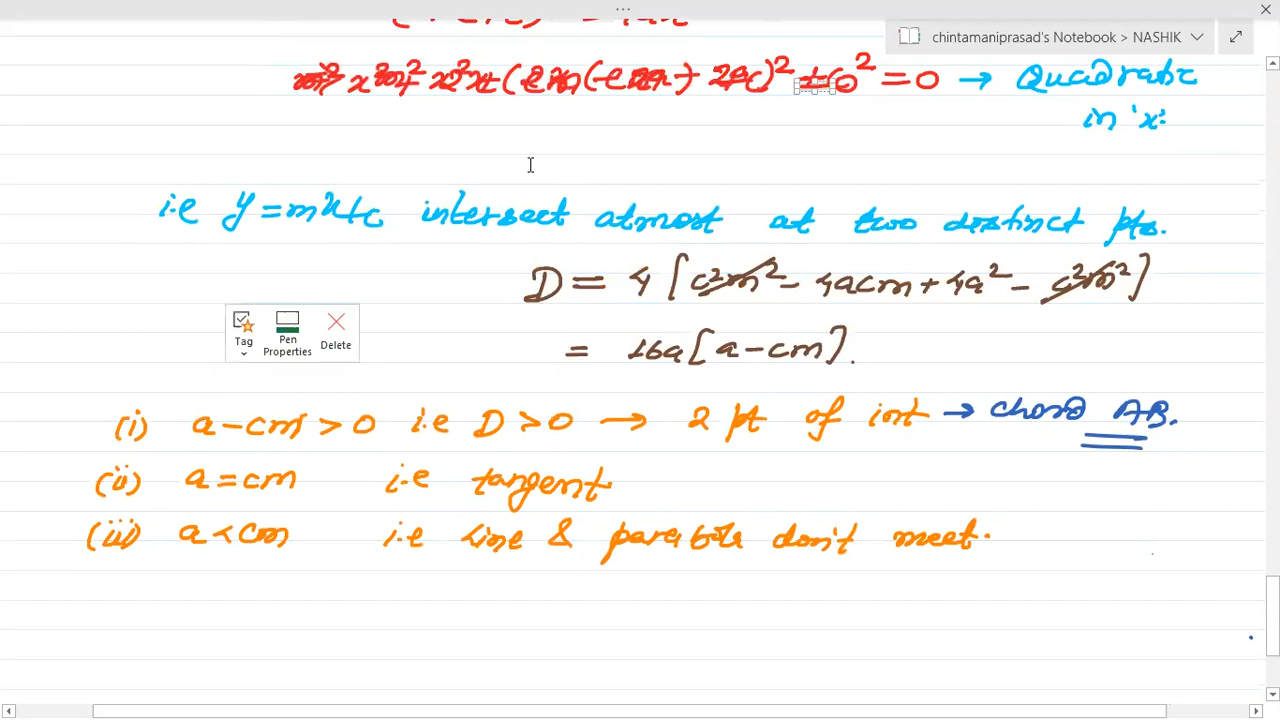 chintamaniprasad's Notebook > NASHIK
= 0 → Quadratic
in 'x'
i.e y = mx+c intersect atmost at two distinct pts.
D = 4 [c²m² - 4acm + 4a² - c²m²]
= 16a [a - cm].
Tag
Pen Properties
Delete
(i) a - cm > 0 i.e D > 0 → 2 pt of int → chord AB.
(ii) a = cm i.e tangent
(iii) a < cm i.e line & parabola don't meet.